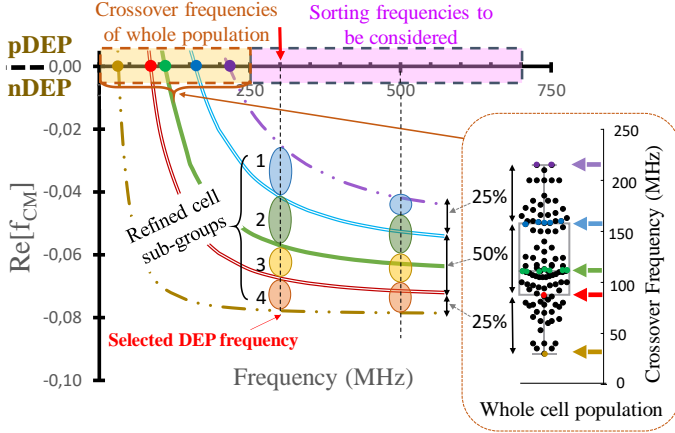 Crossover frequencies
of whole population
Sorting frequencies to
be considered
pDEP
nDEP
0,00
-0,02
-0,04
-0,06
-0,08
-0,10
Re[fCM]
250
500
750
Frequency (MHz)
1
2
3
4
Refined cell
sub-groups
Selected DEP frequency
25%
50%
25%
250
200
150
100
50
0
Crossover Frequency (MHz)
Whole cell population